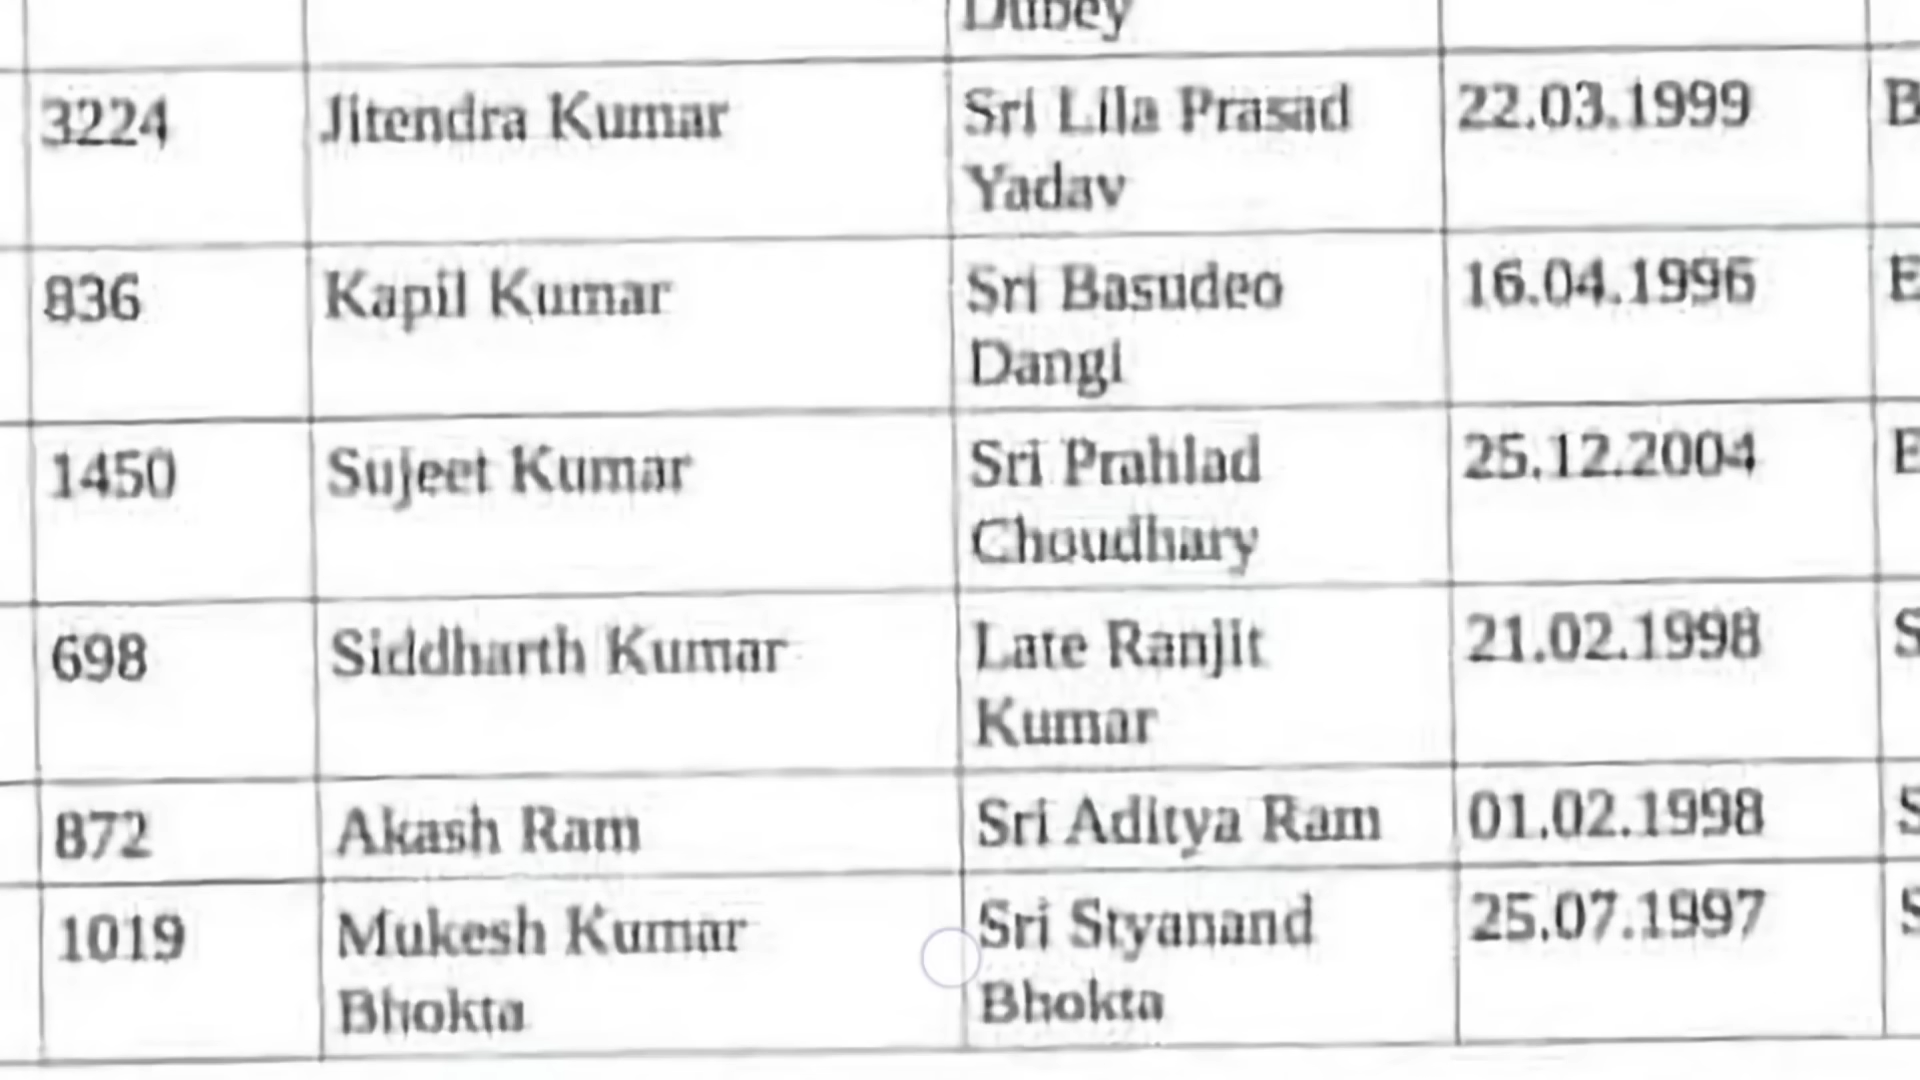 Dubey
3224 Jitendra Kumar Sri Lila Prasad 22.03.1999 B
Yadav
836 Kapil Kumar Sri Basudeo 16.04.1996
Dangi
1450 Sujeet Kumar Sri Prahlad 25.12.2004
Choudhary
698 Siddharth Kumar Late Ranjit 21.02.1998 S
Kumar
872 Akash Ram Sri Aditya Ram 01.02.1998 S
1019 Mukesh Kumar Sri Styanand 25.07.1997 S
Bhokta Bhokta